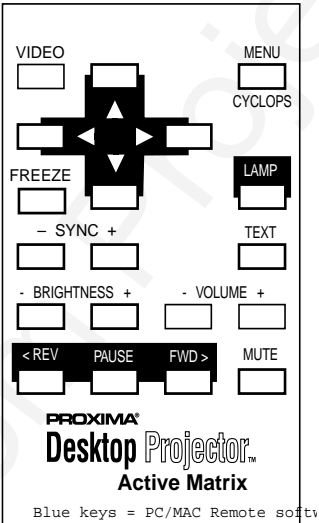 VIDEO MENU
CYCLOPS
FREEZE LAMP
– SYNC + TEXT
- BRIGHTNESS + - VOLUME +
< REV PAUSE FWD > MUTE
PROXIMA®
Desktop Projector™
Active Matrix
Blue keys = PC/MAC Remote softw